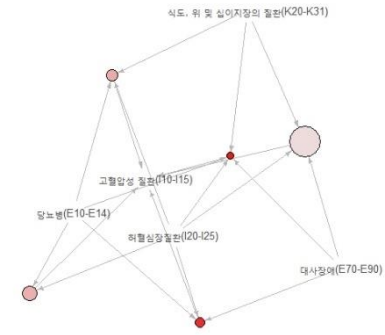 식도, 위 및 십이지장의 질환(K20-K31)
고혈압성 질환(I10-I15)
당뇨병(E10-E14)
허혈심장질환(I20-I25)
대사장애(E70-E90)